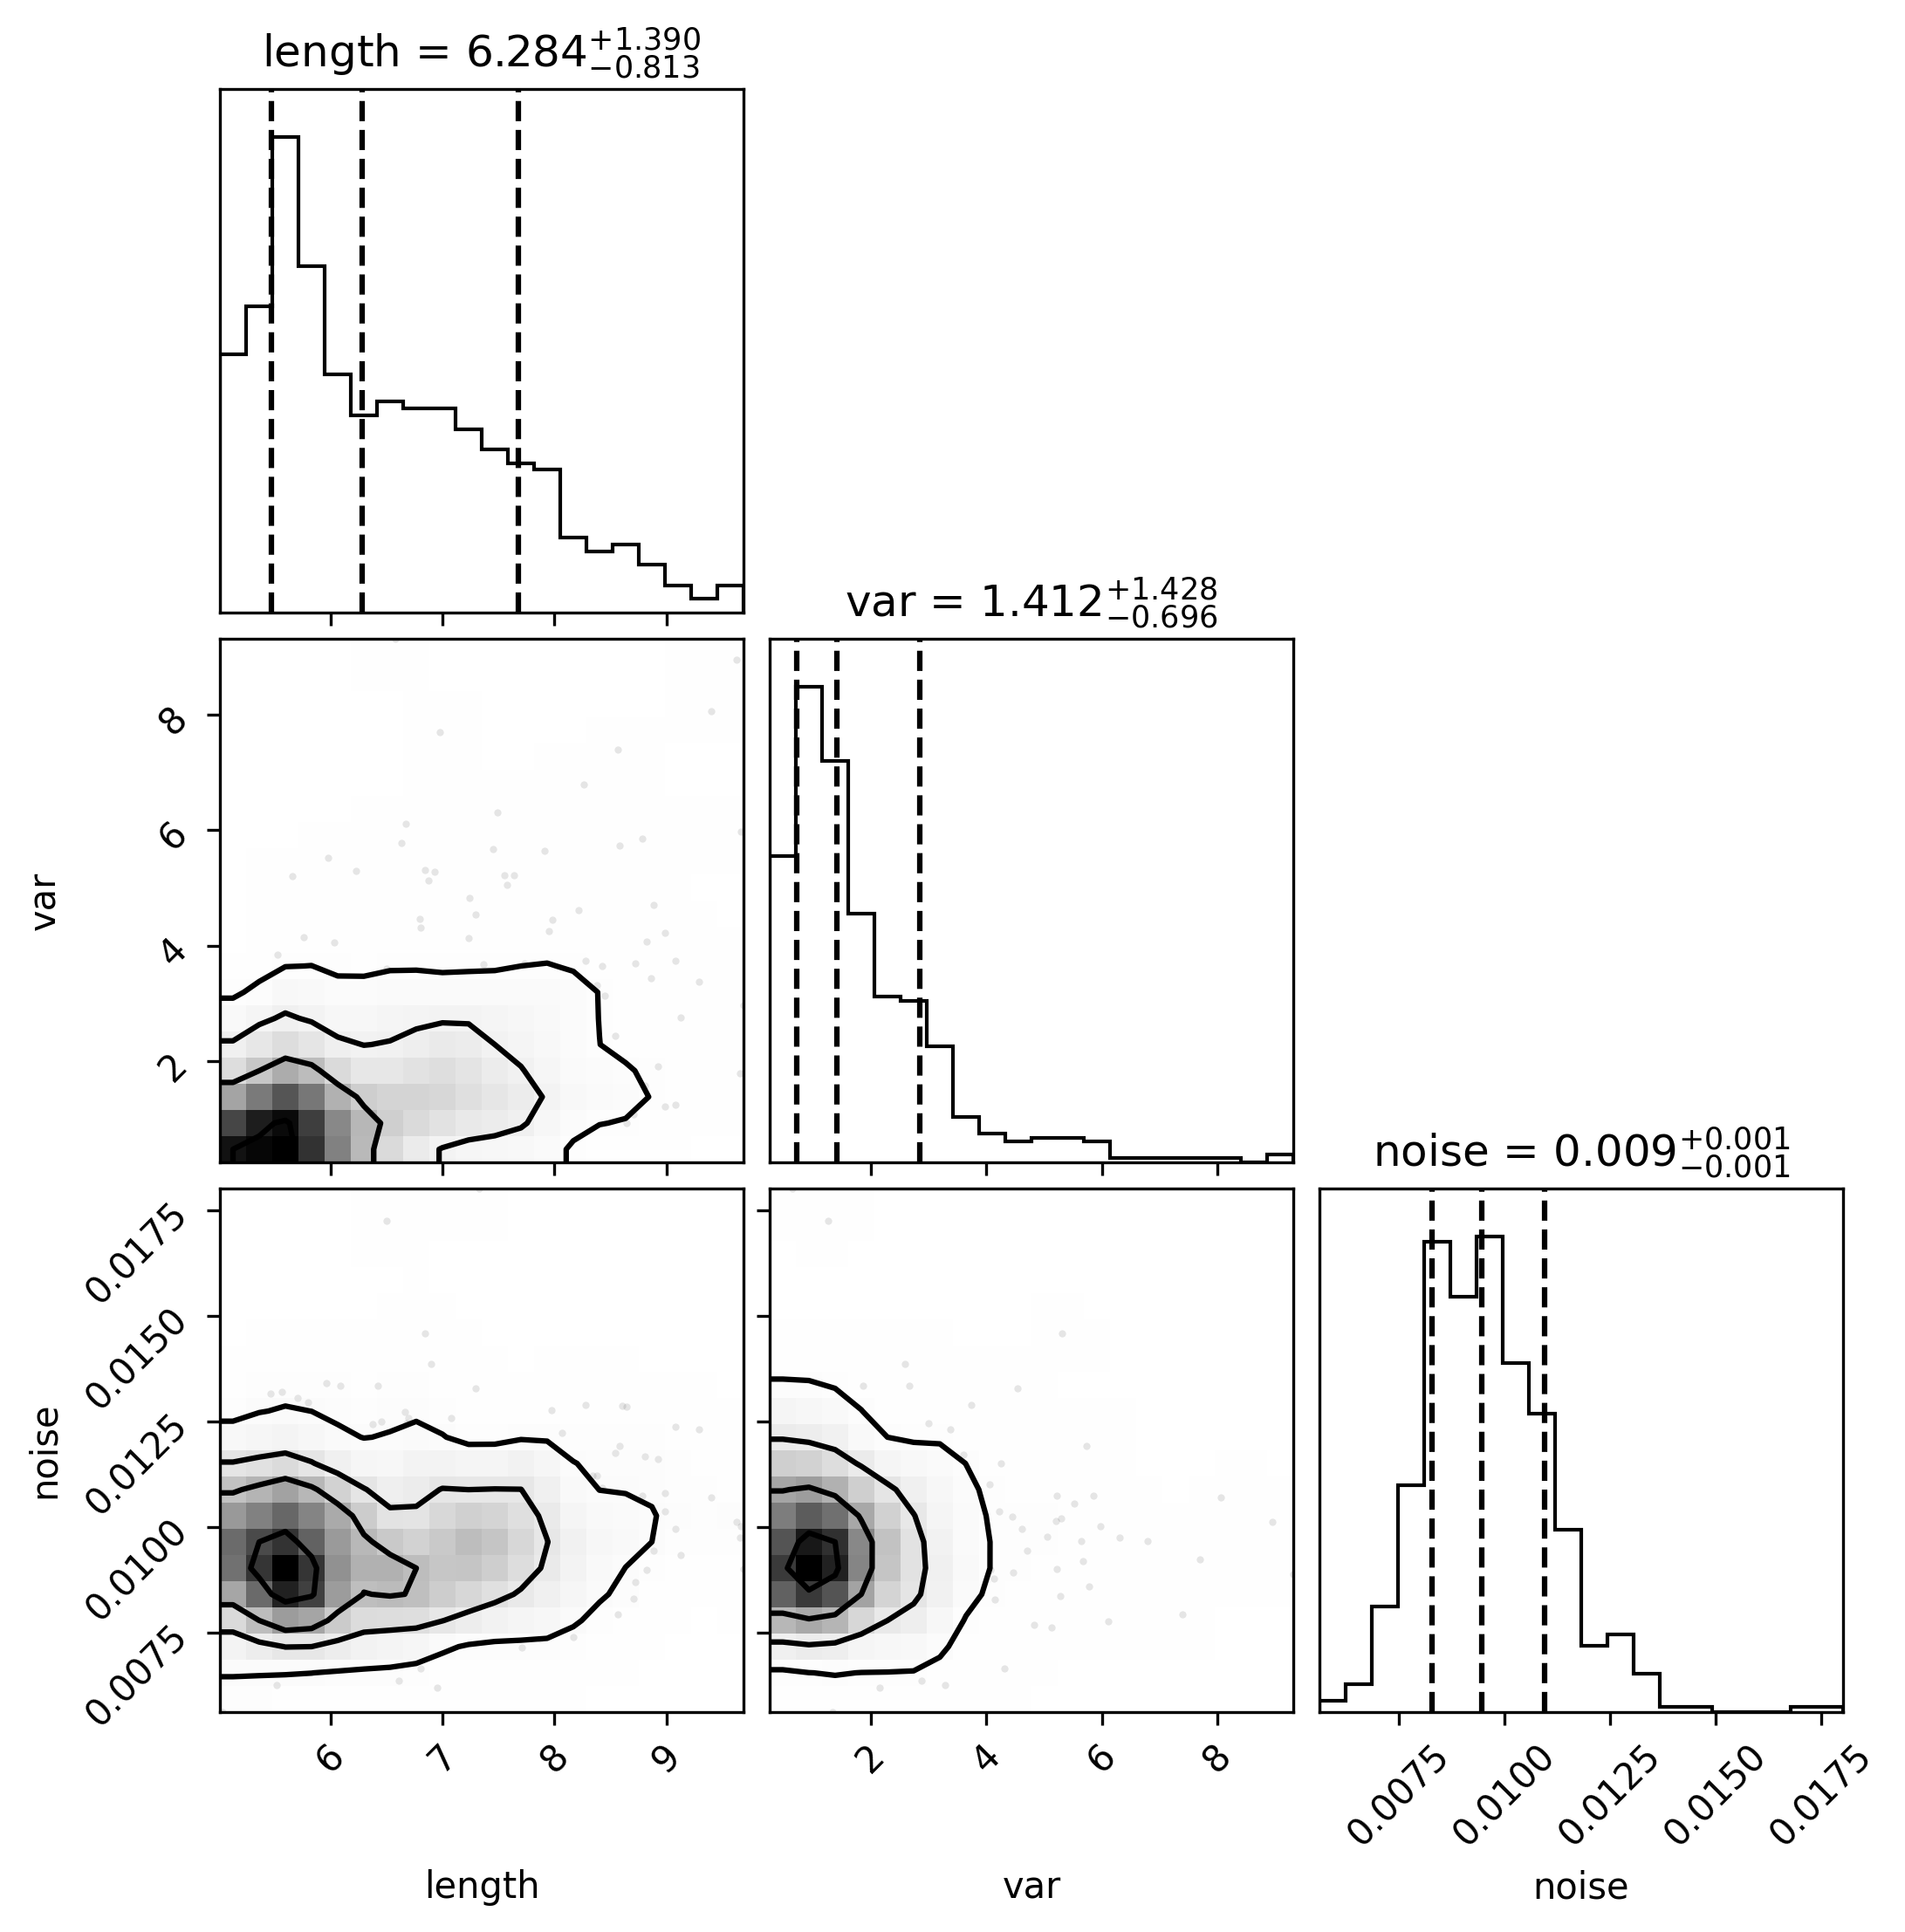 length = 6.284 +1.390 −0.813
var = 1.412 +1.428 −0.696
8
6
4
2
var
noise = 0.009 +0.001 −0.001
0.0175
0.0150
0.0125
0.0100
0.0075
noise
6 7 8 9
2 4 6 8
0.0075 0.0100 0.0125 0.0150 0.0175
length var noise